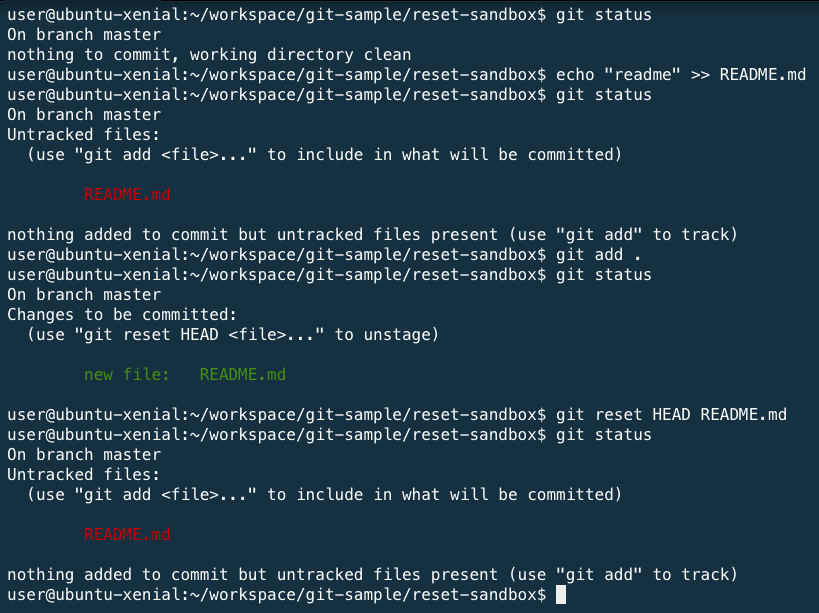 user@ubuntu-xenial:~/workspace/git-sample/reset-sandbox$ git status
On branch master
nothing to commit, working directory clean
user@ubuntu-xenial:~/workspace/git-sample/reset-sandbox$ echo "readme" >> README.md
user@ubuntu-xenial:~/workspace/git-sample/reset-sandbox$ git status
On branch master
Untracked files:
  (use "git add <file>..." to include in what will be committed)

        README.md

nothing added to commit but untracked files present (use "git add" to track)
user@ubuntu-xenial:~/workspace/git-sample/reset-sandbox$ git add .
user@ubuntu-xenial:~/workspace/git-sample/reset-sandbox$ git status
On branch master
Changes to be committed:
  (use "git reset HEAD <file>..." to unstage)

        new file:   README.md

user@ubuntu-xenial:~/workspace/git-sample/reset-sandbox$ git reset HEAD README.md
user@ubuntu-xenial:~/workspace/git-sample/reset-sandbox$ git status
On branch master
Untracked files:
  (use "git add <file>..." to include in what will be committed)

        README.md

nothing added to commit but untracked files present (use "git add" to track)
user@ubuntu-xenial:~/workspace/git-sample/reset-sandbox$